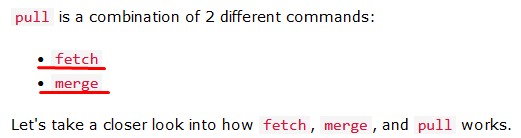 pull is a combination of 2 different commands:
• fetch
• merge
Let's take a closer look into how fetch, merge, and pull works.